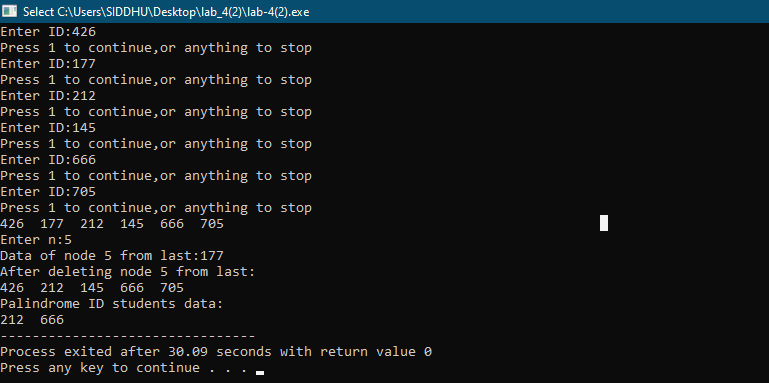 Select C:\Users\SIDDHU\Desktop\lab_4(2)\lab-4(2).exe
Enter ID:426
Press 1 to continue,or anything to stop
Enter ID:177
Press 1 to continue,or anything to stop
Enter ID:212
Press 1 to continue,or anything to stop
Enter ID:145
Press 1 to continue,or anything to stop
Enter ID:666
Press 1 to continue,or anything to stop
Enter ID:705
Press 1 to continue,or anything to stop
426  177  212  145  666  705
Enter n:5
Data of node 5 from last:177
After deleting node 5 from last:
426  212  145  666  705
Palindrome ID students data:
212  666
--------------------------------
Process exited after 30.09 seconds with return value 0
Press any key to continue . . .